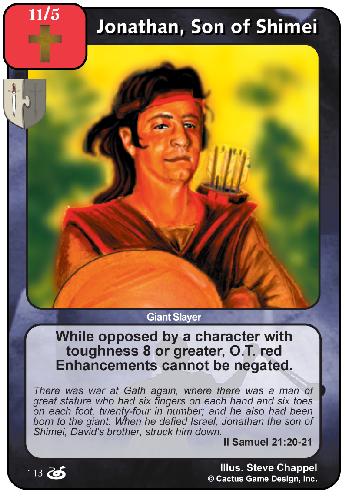 11/5
Jonathan, Son of Shimei
Giant Slayer
While opposed by a character with
toughness 8 or greater, O.T. red
Enhancements cannot be negated.
There was war at Gath again, where there was a man of
great stature who had six fingers on each hand and six toes
on each foot, twenty-four in number; and he also had been
born to the giant. When he defied Israel, Jonathan the son of
Shimei, David's brother, struck him down.
II Samuel 21:20-21
Illus. Steve Chappel
© Cactus Game Design, Inc.